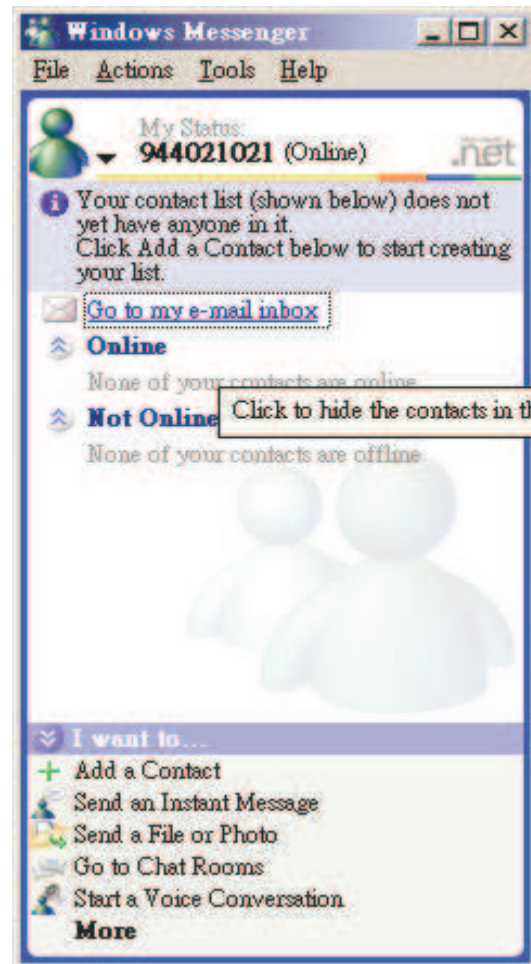 Windows Messenger
File Actions Tools Help
My Status:
944021021 (Online)
.net
Your contact list (shown below) does not
yet have anyone in it.
Click Add a Contact below to start creating
your list.
Go to my e-mail inbox
Online
None of your contacts are online
Not Online
Click to hide the contacts in th
None of your contacts are offline
I want to...
Add a Contact
Send an Instant Message
Send a File or Photo
Go to Chat Rooms
Start a Voice Conversation
More